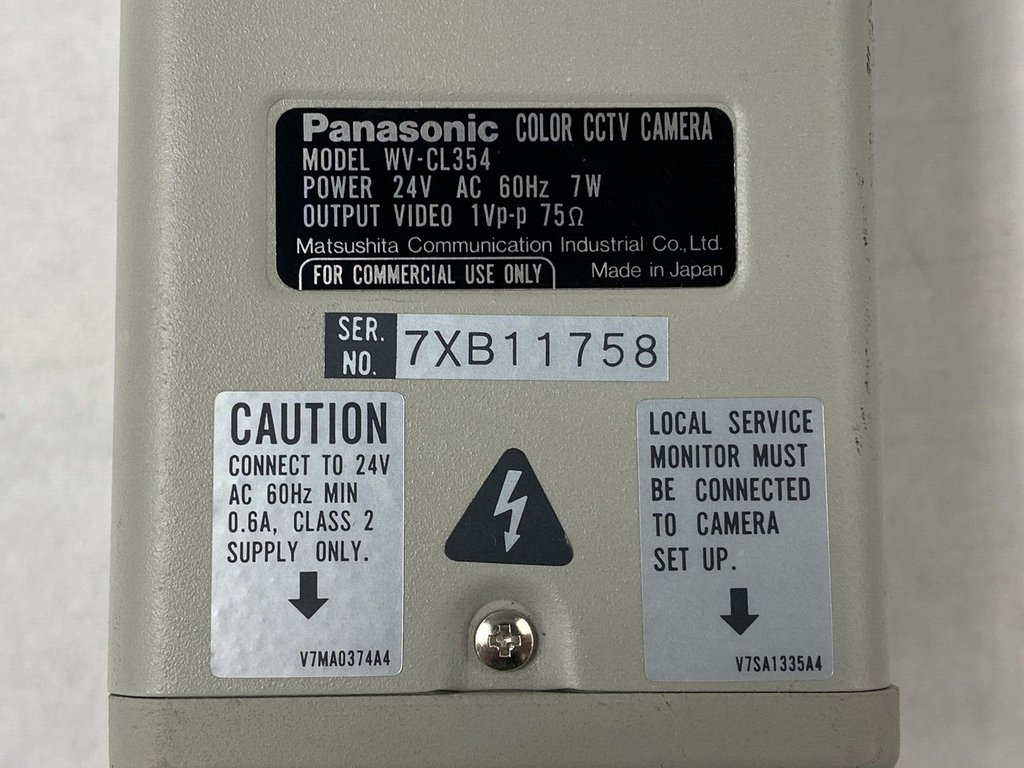 Panasonic COLOR CCTV CAMERA
MODEL WV-CL354
POWER 24V AC 60Hz 7W
OUTPUT VIDEO 1Vp-p 75Ω
Matsushita Communication Industrial Co.,Ltd.
FOR COMMERCIAL USE ONLY
Made in Japan
SER.
NO.
7XB11758
CAUTION
CONNECT TO 24V
AC 60Hz MIN
0.6A, CLASS 2
SUPPLY ONLY.
V7MA0374A4
LOCAL SERVICE
MONITOR MUST
BE CONNECTED
TO CAMERA
SET UP.
V7SA1335A4